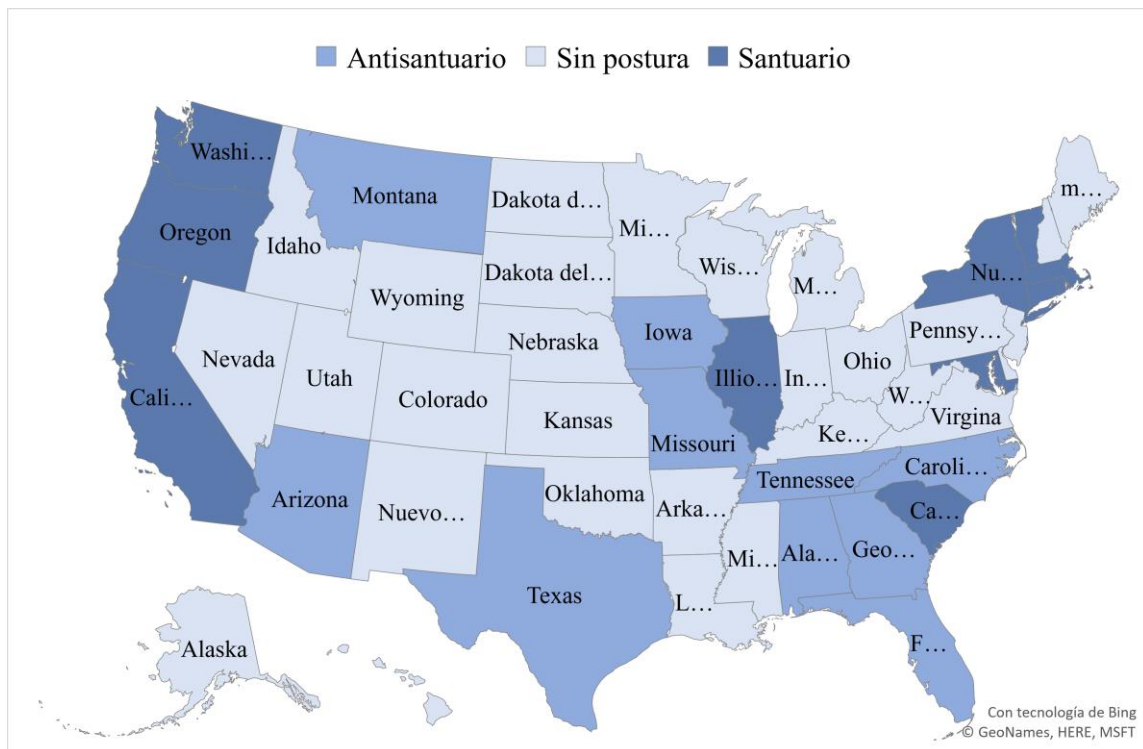 Antisantuario Sin postura Santuario
Washi…
Montana
Dakota d…
Mi…
m…
Oregon
Idaho
Dakota del…
Wis…
M…
Nu…
Wyoming
Iowa
Pennsy…
Nebraska
Nevada
Utah
Colorado
Illio…
In…
Ohio
Cali…
Kansas
Missouri
W…
Virgina
Ke…
Arizona
Nuevo…
Oklahoma
Arka…
Tennessee
Caroli…
Ca…
Texas
L…
Mi…
Ala…
Geo…
F…
Alaska
Con tecnología de Bing
© GeoNames, HERE, MSFT